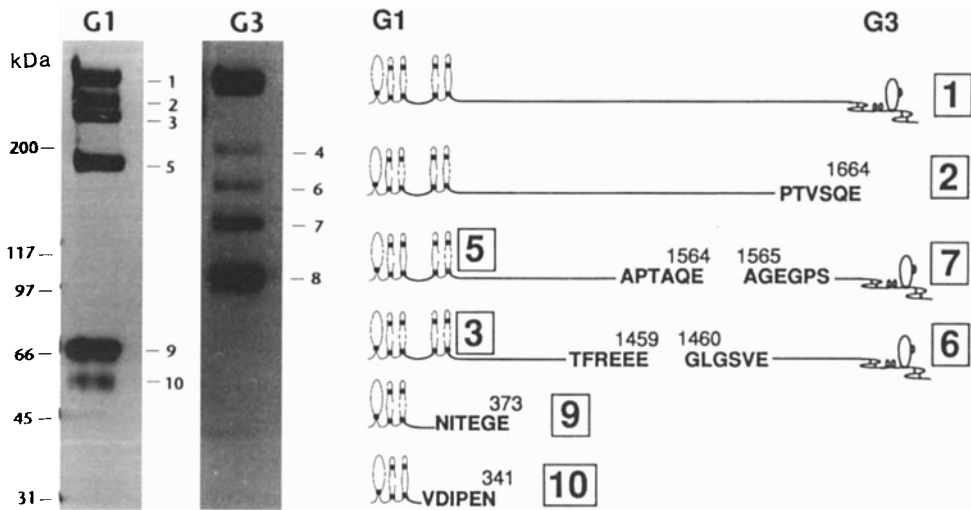 G1 G3 G1 G3
kDa
1
2
3
200
4
5
6
7
117
97
8
66
9
10
45
31
1
1664
PTVSQE 2
5 1564 1565
APTAQE AGEGPS 7
3 1459 1460
TFREEE GLGSVE 6
373
NITEGE 9
341
VDIPEN 10